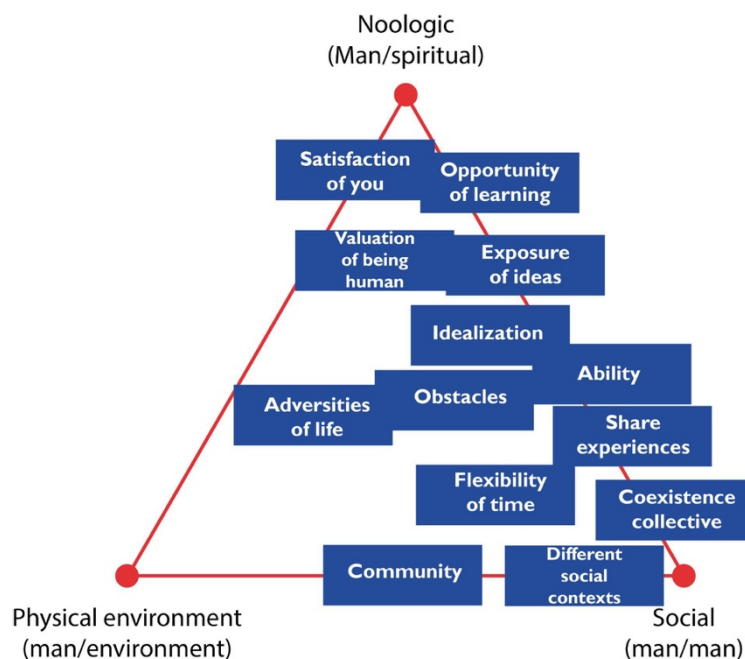 Noologic
(Man/spiritual)
Satisfaction
of you
Opportunity
of learning
Valuation
of being
human
Exposure
of ideas
Idealization
Ability
Obstacles
Adversities
of life
Share
experiences
Flexibility
of time
Coexistence
collective
Community
Different
social
contexts
Physical environment
(man/environment)
Social
(man/man)